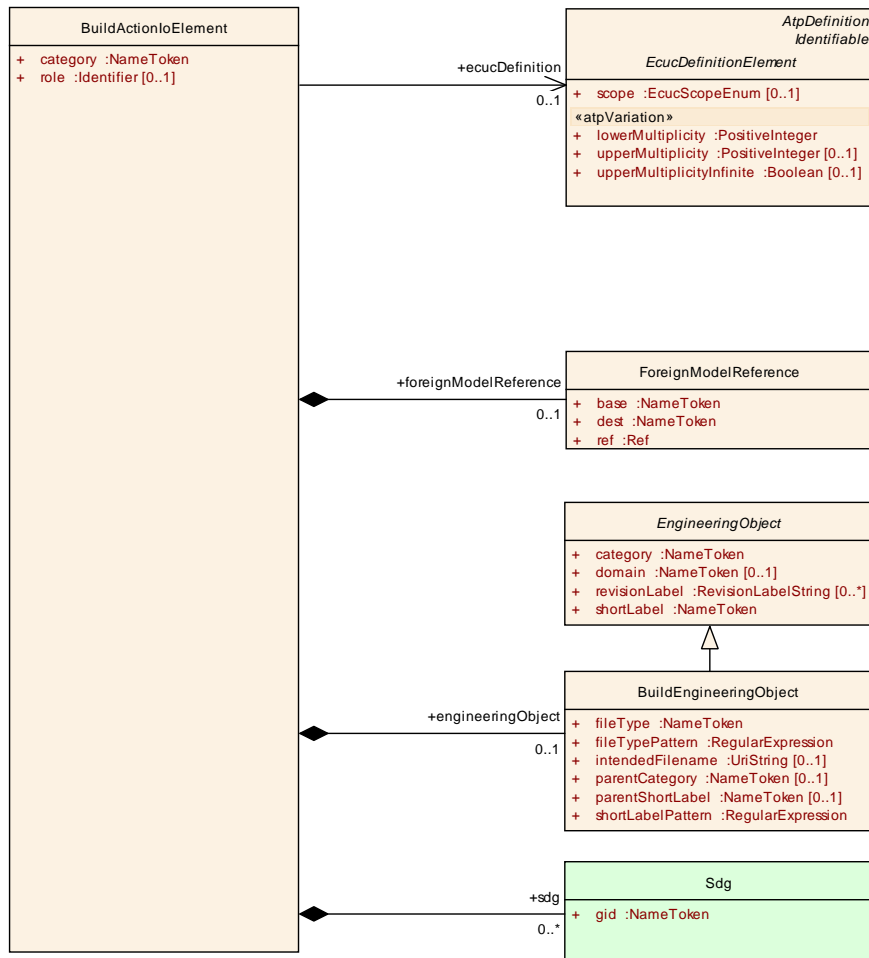 BuildActionIoElement
+ category :NameToken
+ role :Identifier [0..1]
+ecucDefinition
0..1
AtpDefinition
Identifiable
EcucDefinitionElement
+ scope :EcucScopeEnum [0..1]
«atpVariation»
+ lowerMultiplicity :PositiveInteger
+ upperMultiplicity :PositiveInteger [0..1]
+ upperMultiplicityInfinite :Boolean [0..1]
+foreignModelReference
0..1
ForeignModelReference
+ base :NameToken
+ dest :NameToken
+ ref :Ref
EngineeringObject
+ category :NameToken
+ domain :NameToken [0..1]
+ revisionLabel :RevisionLabelString [0..*]
+ shortLabel :NameToken
+engineeringObject
0..1
BuildEngineeringObject
+ fileType :NameToken
+ fileTypePattern :RegularExpression
+ intendedFilename :UriString [0..1]
+ parentCategory :NameToken [0..1]
+ parentShortLabel :NameToken [0..1]
+ shortLabelPattern :RegularExpression
+sdg
0..*
Sdg
+ gid :NameToken